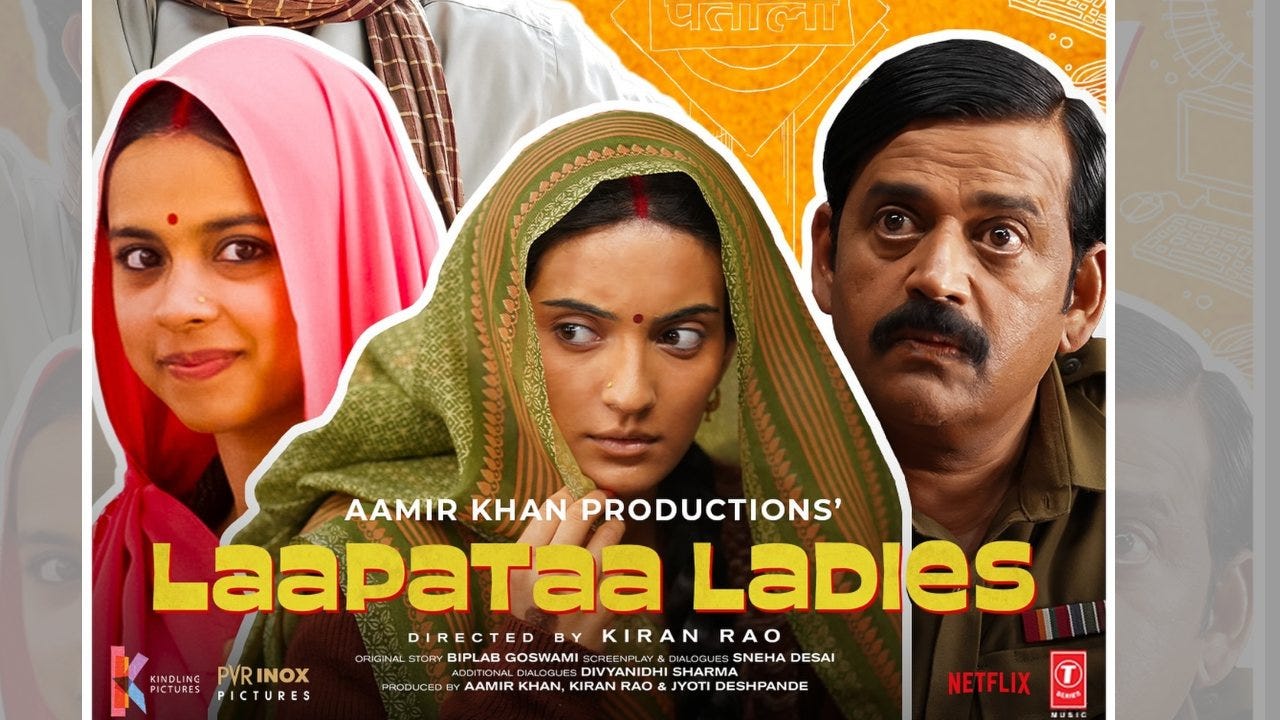 AAMIR KHAN PRODUCTIONS'
LAAPATAA LADIES
DIRECTED BY KIRAN RAO
ORIGINAL STORY BIPLAB GOSWAMI SCREENPLAY & DIALOGUES SNEHA DESAI
ADDITIONAL DIALOGUES DIVYANIDHI SHARMA
PRODUCED BY AAMIR KHAN, KIRAN RAO & JYOTI DESHPANDE
KINDLING
PICTURES
PVR INOX
PICTURES
NETFLIX
T
SERIES
MUSIC